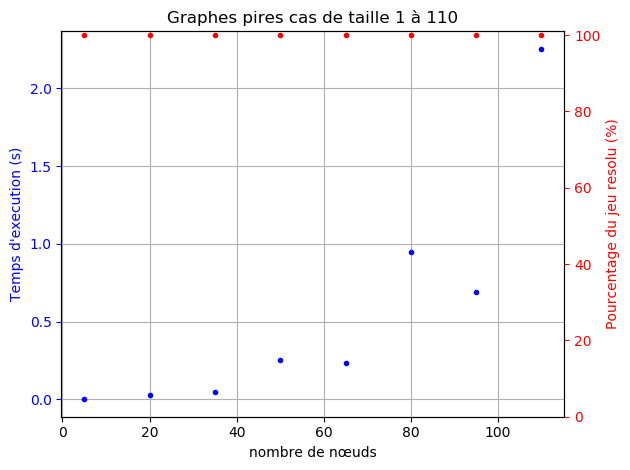 Graphes pires cas de taille 1 à 110
Temps d'execution (s)
2.0
1.5
1.0
0.5
0.0
0 20 40 60 80 100
nombre de nœuds
100
80
60
40
20
0
Pourcentage du jeu resolu (%)